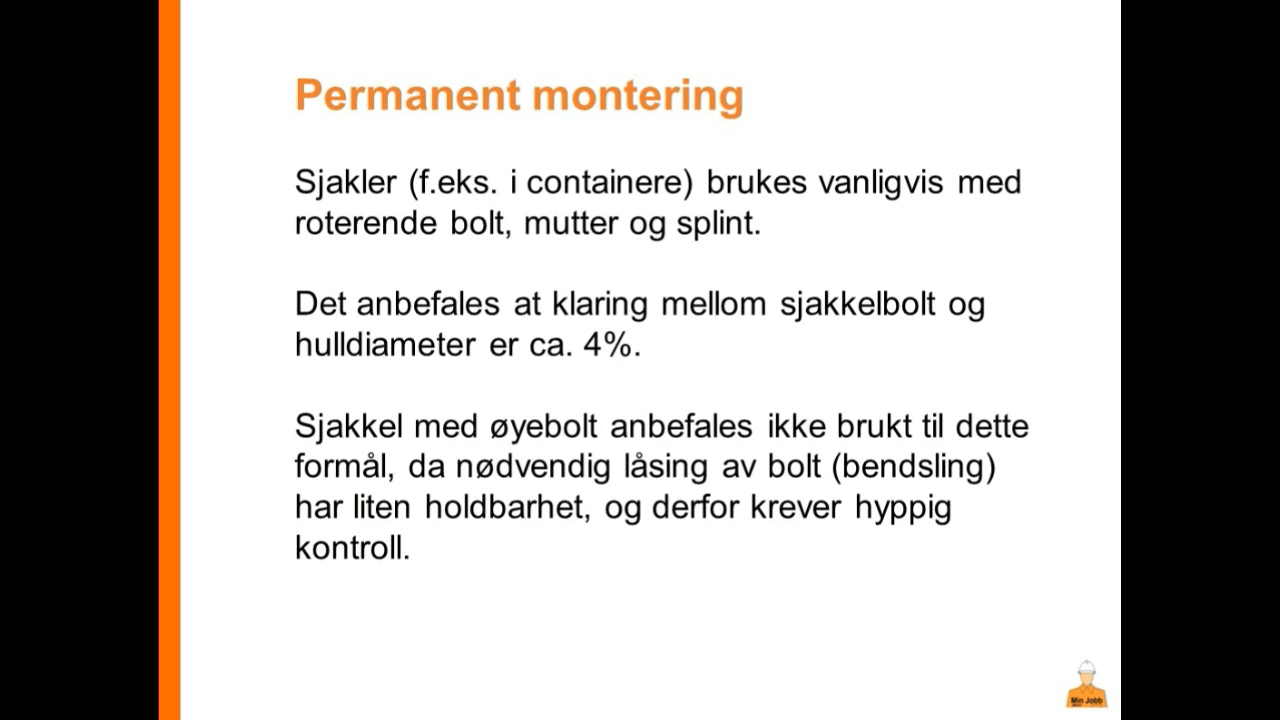 Permanent montering
Sjakler (f.eks. i containere) brukes vanligvis med
roterende bolt, mutter og splint.
Det anbefales at klaring mellom sjakkelbolt og
hulldiameter er ca. 4%.
Sjakkel med øyebolt anbefales ikke brukt til dette
formål, da nødvendig låsing av bolt (bendsling)
har liten holdbarhet, og derfor krever hyppig
kontroll.
Min Jobb